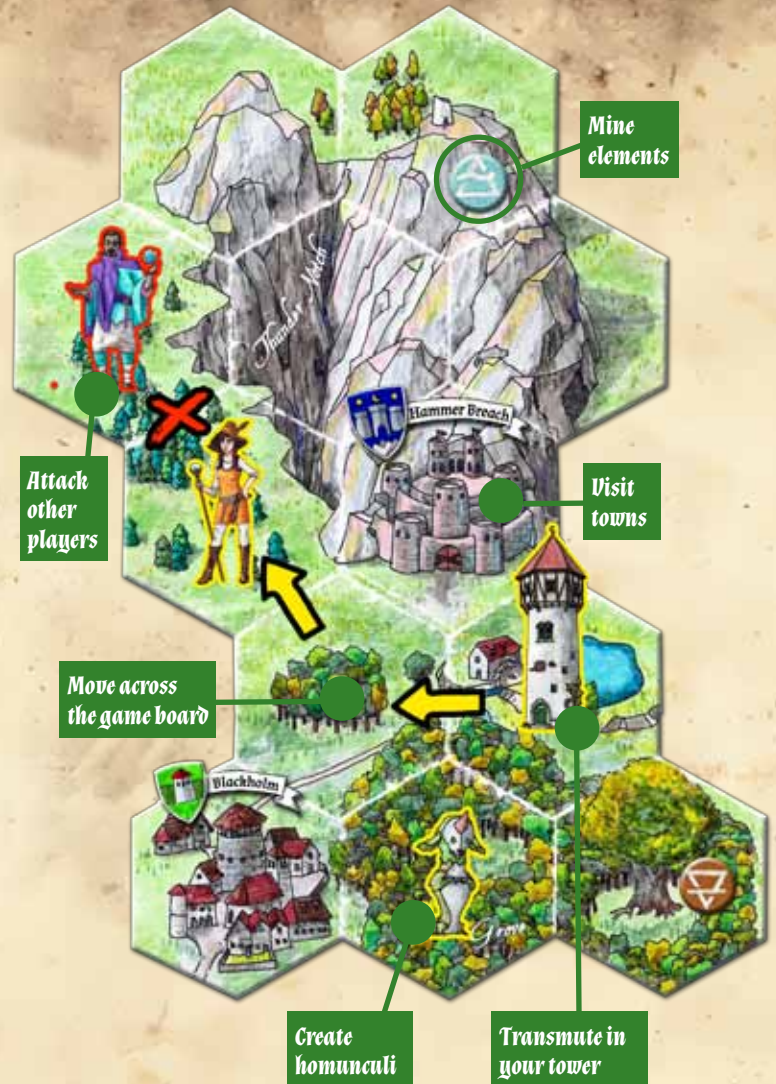 Mine
elements
Thunder Notch
Hammer Breach
Attack
other
players
Visit
towns
Move across
the game board
Blackholm
Grove
Create
homunculi
Transmute in
your tower